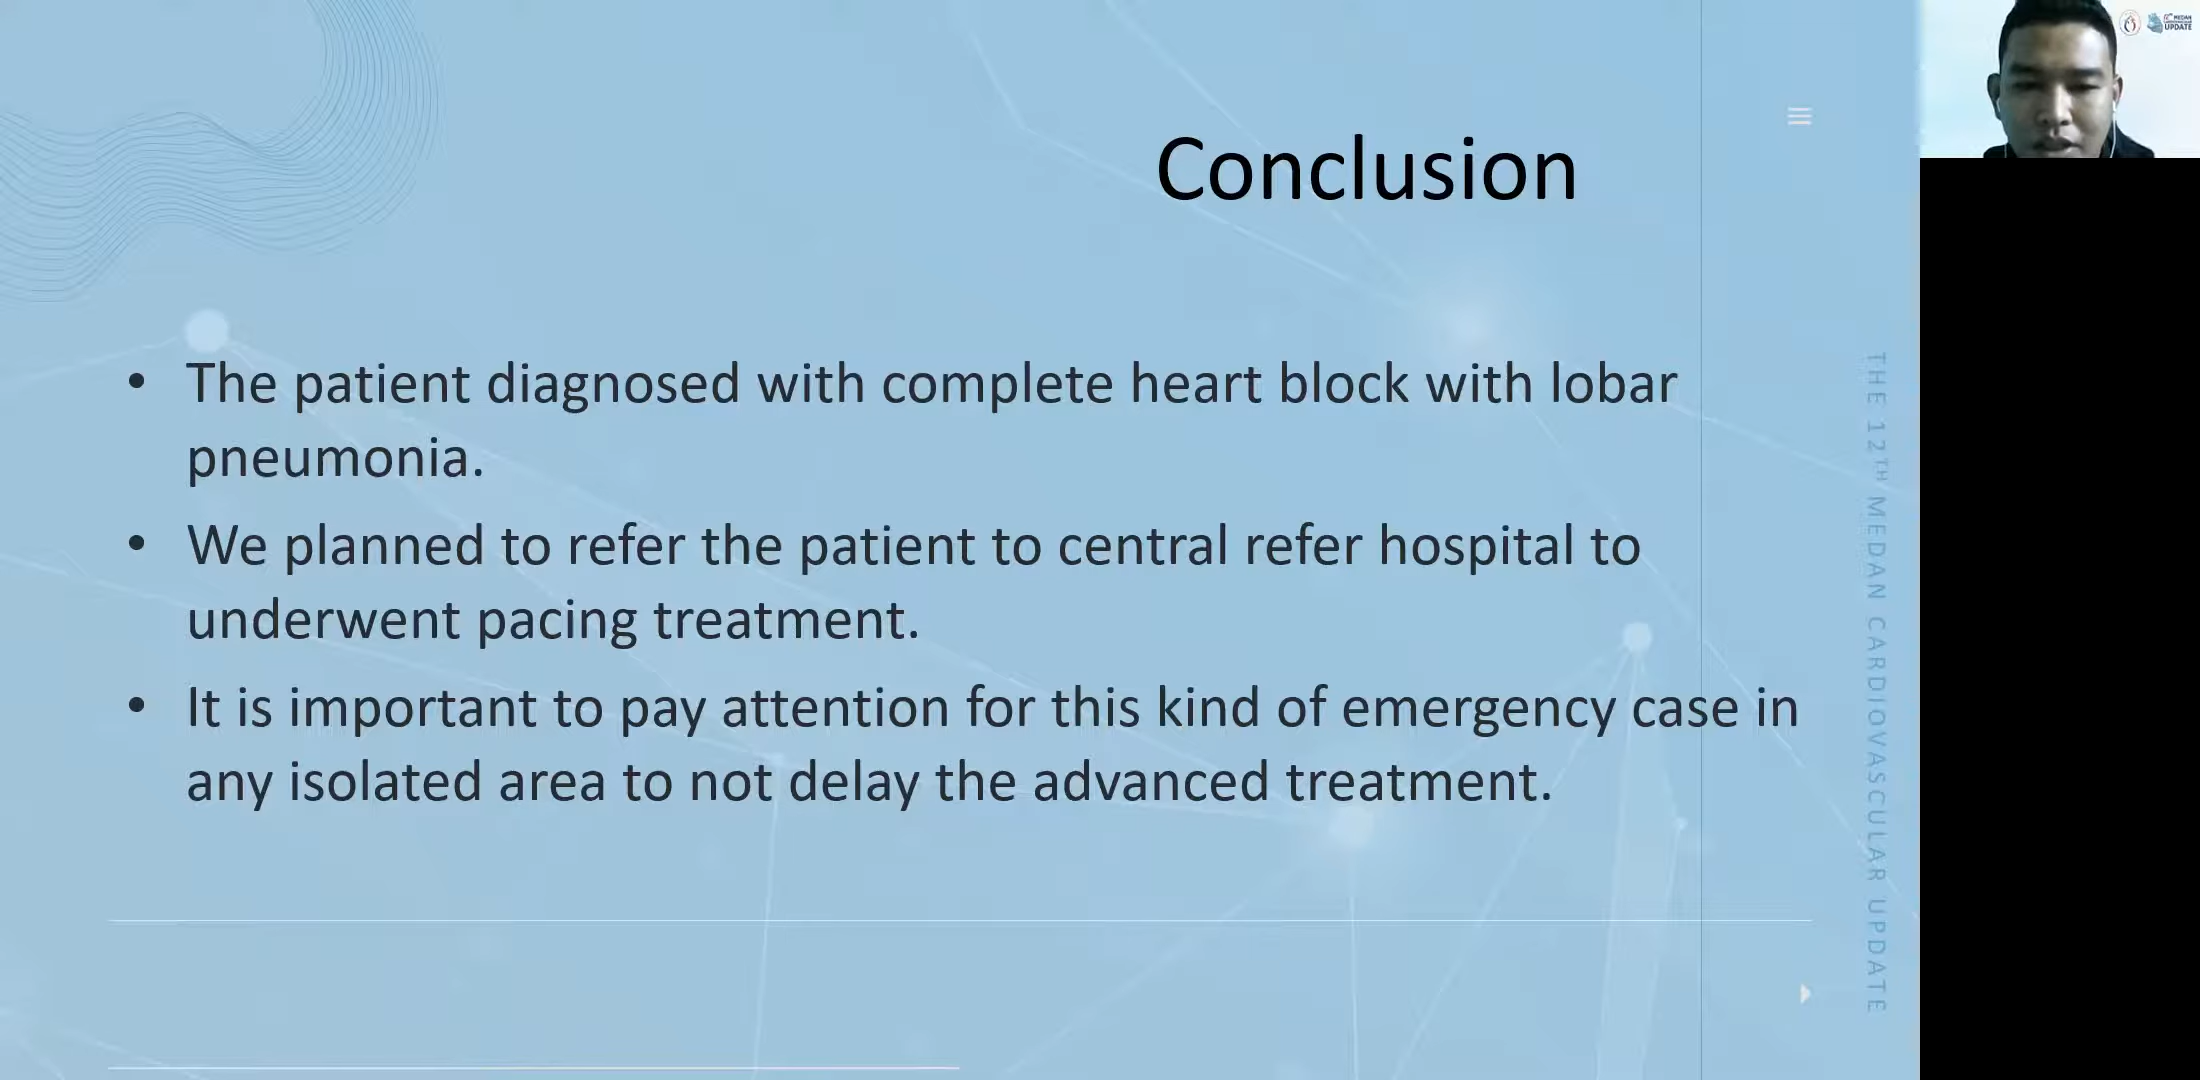 Conclusion
• The patient diagnosed with complete heart block with lobar
pneumonia.
• We planned to refer the patient to central refer hospital to
underwent pacing treatment.
• It is important to pay attention for this kind of emergency case in
any isolated area to not delay the advanced treatment.
THE 12TH MEDAN CARDIOVASCULAR UPDATE
UPDATE